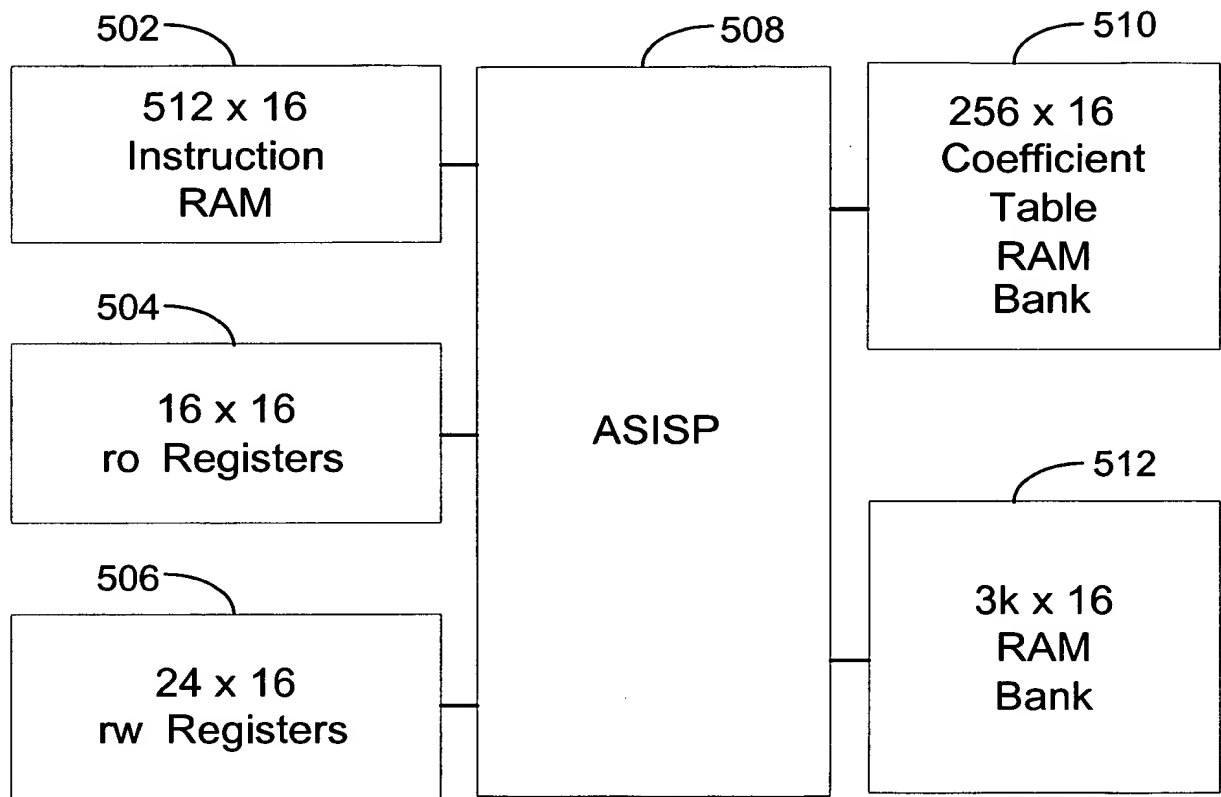 502
512 x 16
Instruction
RAM
504
16 x 16
ro Registers
506
24 x 16
rw Registers
508
ASISP
510
256 x 16
Coefficient
Table
RAM
Bank
512
3k x 16
RAM
Bank